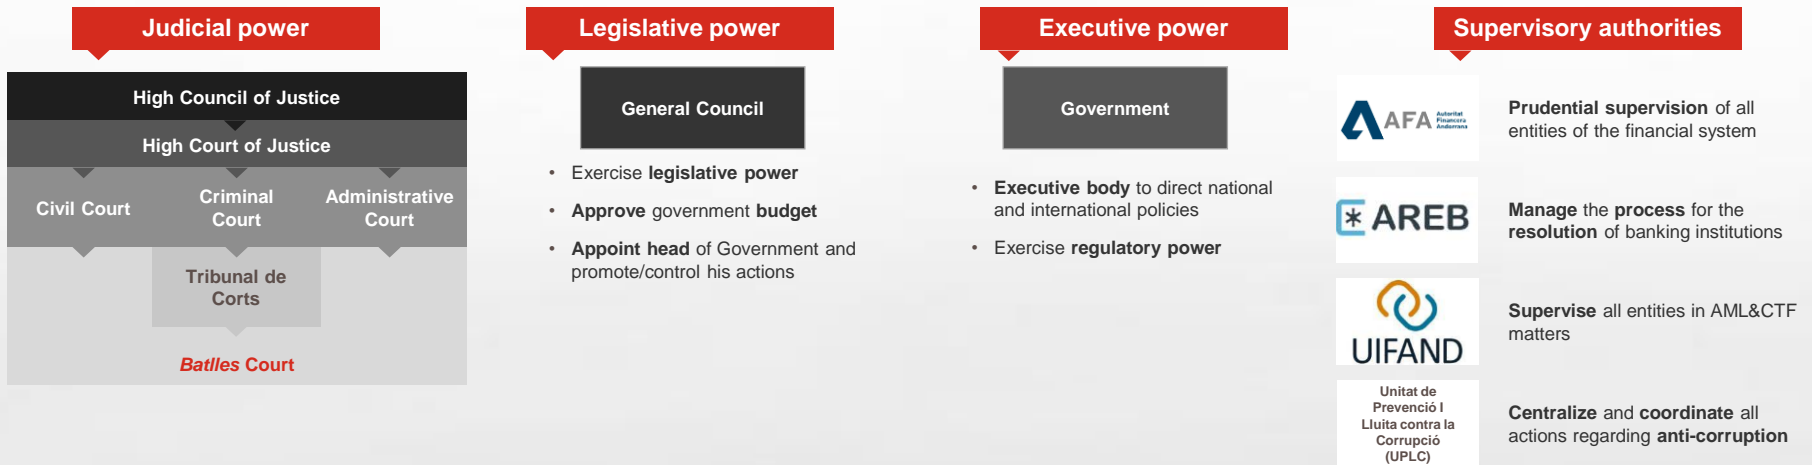 Judicial power
High Council of Justice
High Court of Justice
Civil Court
Criminal
Court
Administrative
Court
Tribunal de
Corts
Batlles Court
Legislative power
General Council
• Exercise legislative power
• Approve government budget
• Appoint head of Government and
promote/control his actions
Executive power
Government
• Executive body to direct national
and international policies
• Exercise regulatory power
Supervisory authorities
AFA Autoritat
Financera
Andorrana
Prudential supervision of all
entities of the financial system
AREB
Manage the process for the
resolution of banking institutions
UIFAND
Supervise all entities in AML&CTF
matters
Unitat de
Prevenció I
Lluita contra la
Corrupció
(UPLC)
Centralize and coordinate all
actions regarding anti-corruption